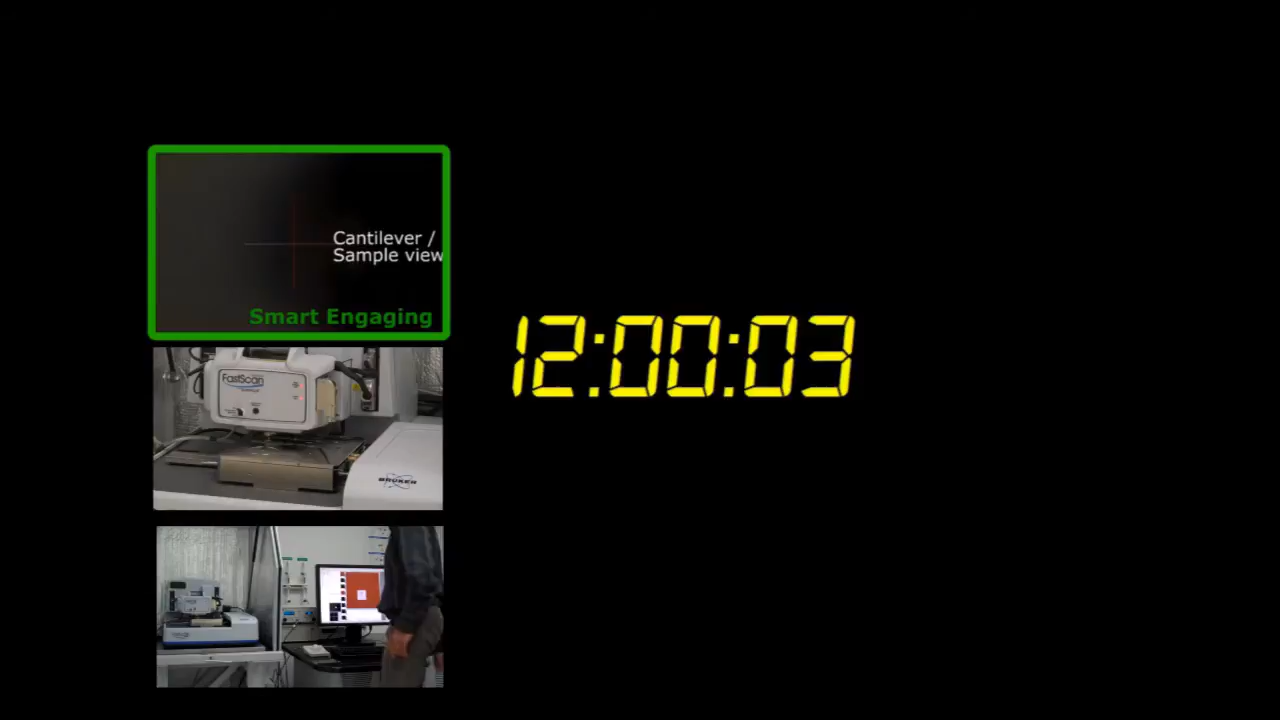 Cantilever /
Sample view
Smart Engaging
12:00:03
FastScan
BRUKER